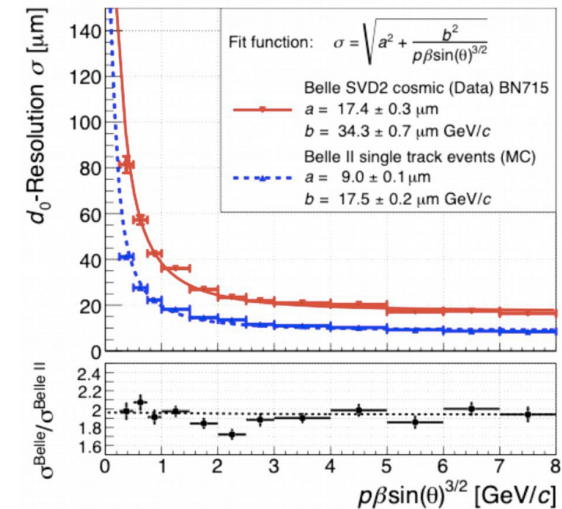 d₀-Resolution σ [μm]
140
120
100
80
60
40
20
0
Fit function: σ = √(a² + b²/(pβsin(θ)^3/2))
Belle SVD2 cosmic (Data) BN715
a = 17.4 ± 0.3 μm
b = 34.3 ± 0.7 μm GeV/c
Belle II single track events (MC)
a = 9.0 ± 0.1 μm
b = 17.5 ± 0.2 μm GeV/c
σ^Belle/σ^Belle II
2.4
2.2
2
1.8
1.6
0 1 2 3 4 5 6 7 8
pβsin(θ)^3/2 [GeV/c]